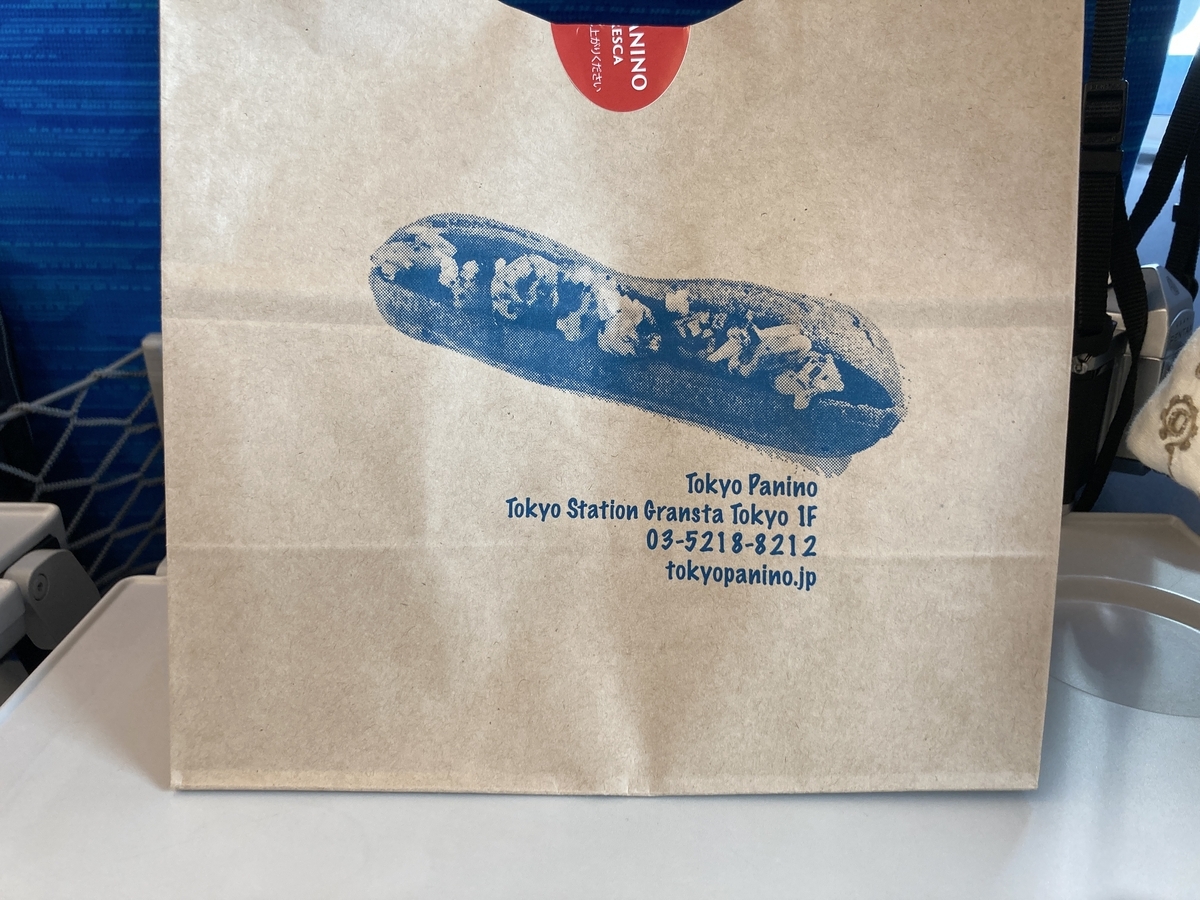 ANINO
ESCA
上がりください
Tokyo Panino
Tokyo Station Gransta Tokyo 1F
03-5218-8212
tokyopanino.jp